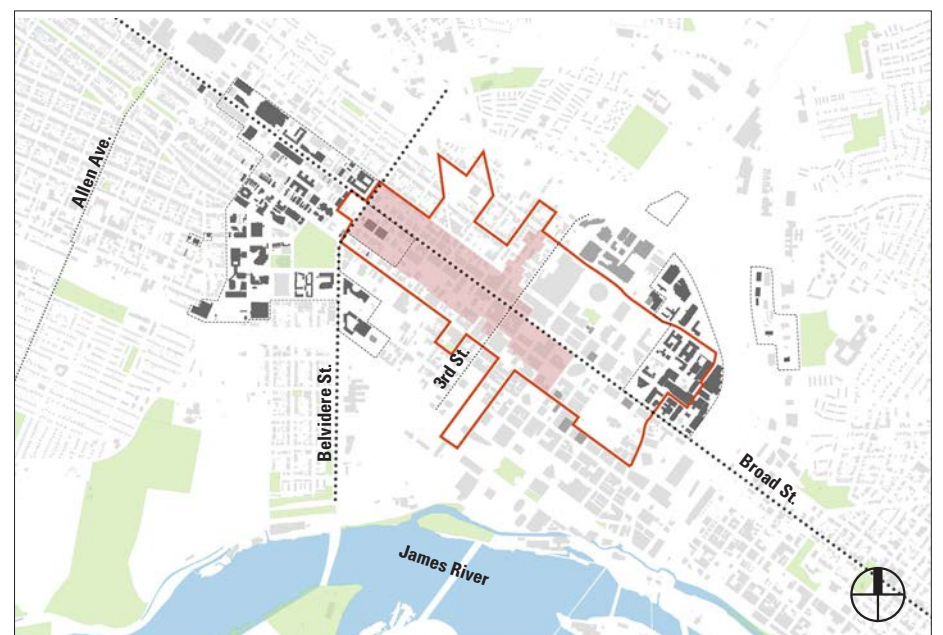 Allen Ave.
Belvidere St.
3rd St.
Broad St.
James River